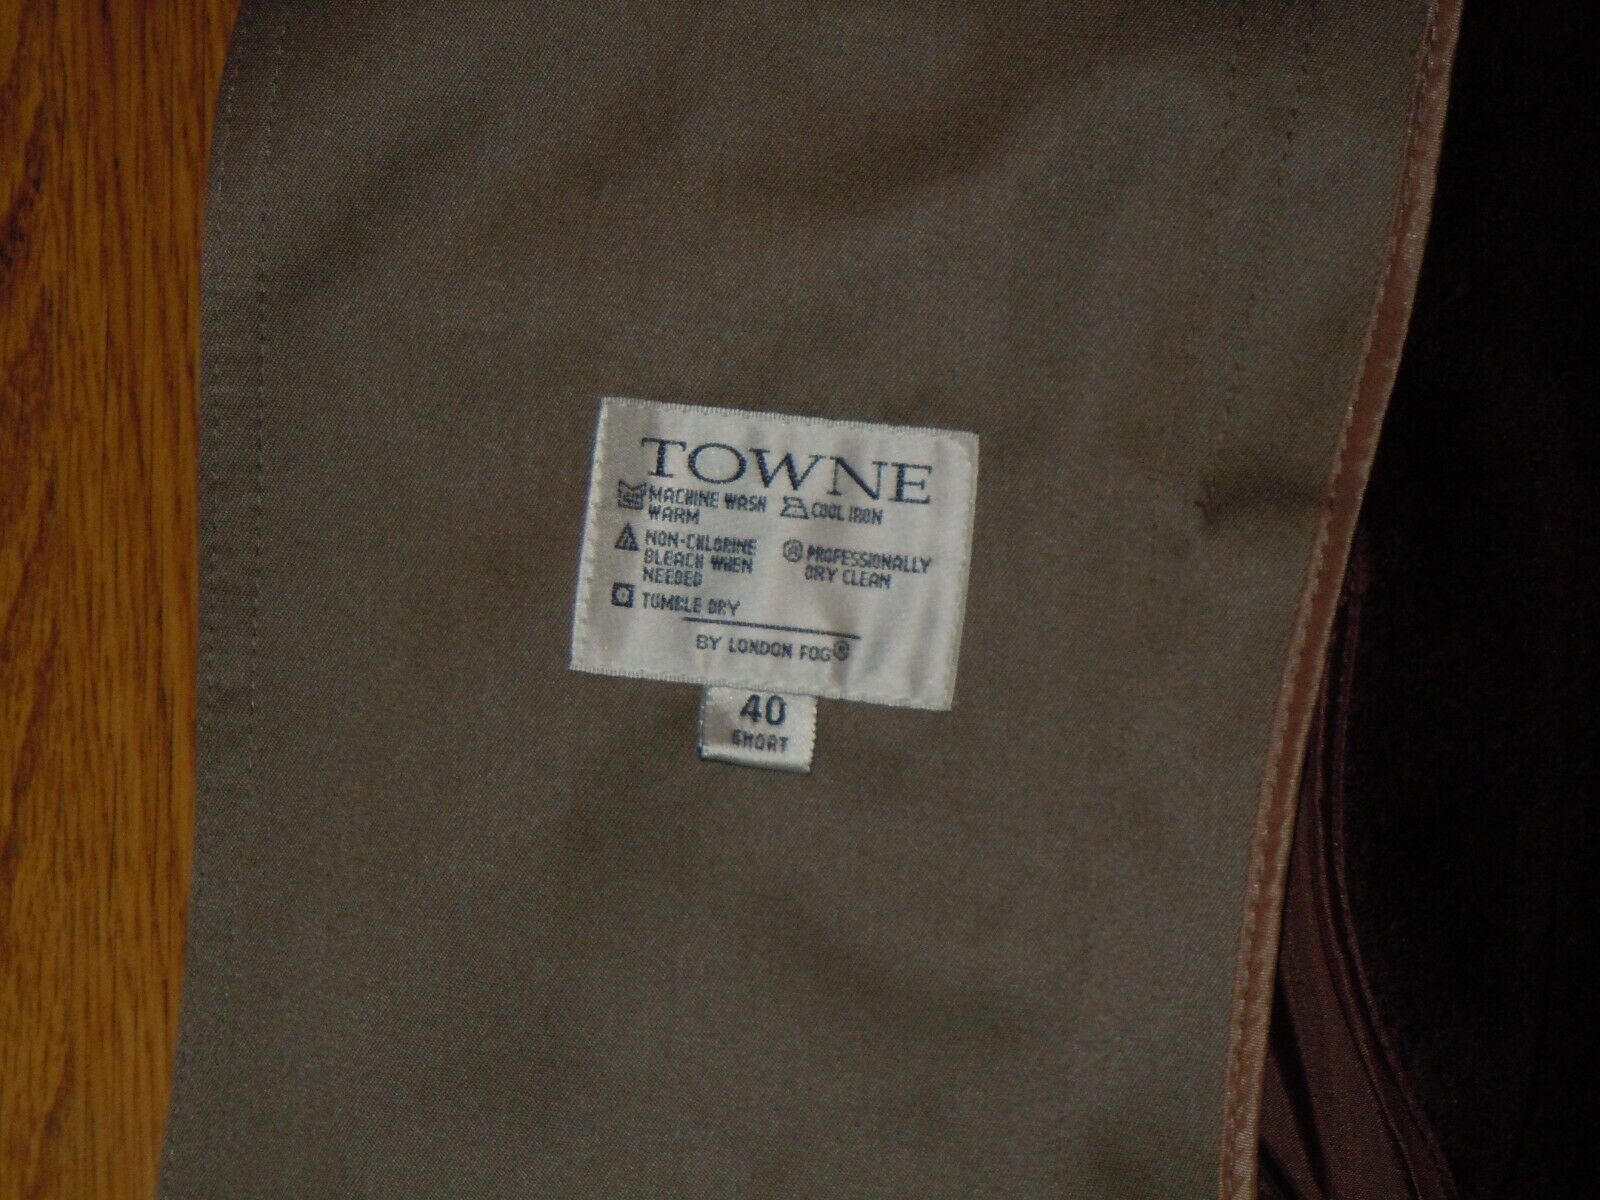 TOWNE
MACHINE WASH
WARM
COOL IRON
NON-CHLORINE
BLEACH WHEN
NEEDED
PROFESSIONALLY
DRY CLEAN
TUMBLE DRY
BY LONDON FOG®
40
SHORT